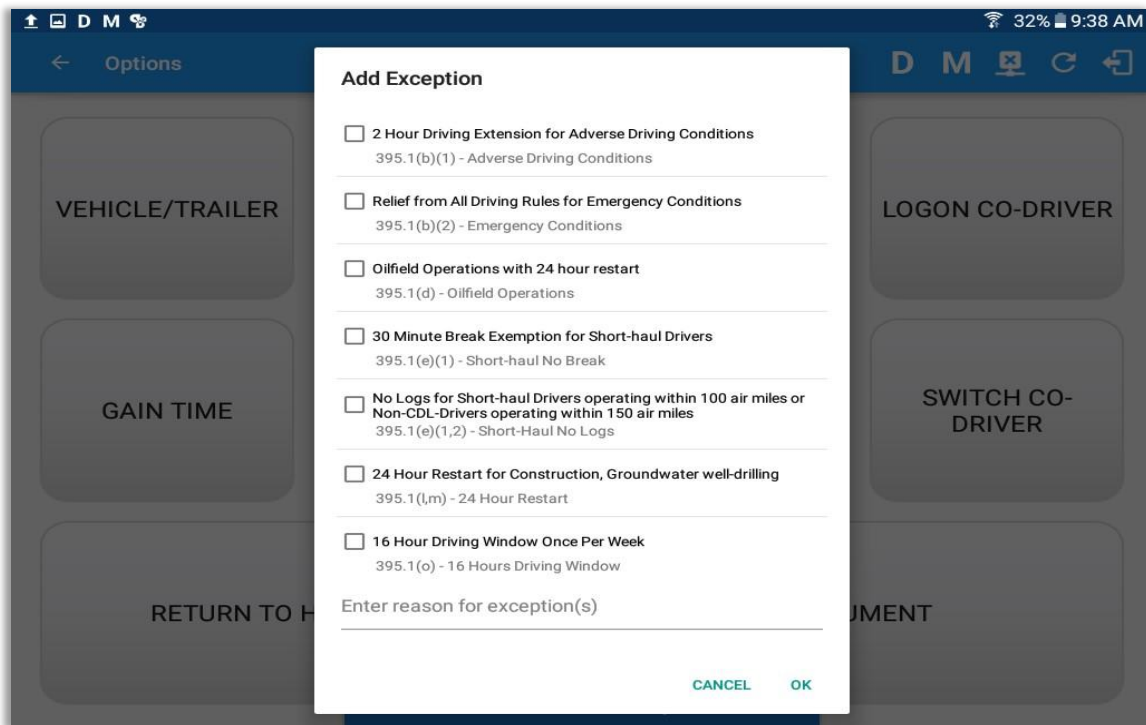 D M 32% 9:38 AM
Options D M
Add Exception
2 Hour Driving Extension for Adverse Driving Conditions
395.1(b)(1) - Adverse Driving Conditions
Relief from All Driving Rules for Emergency Conditions
395.1(b)(2) - Emergency Conditions
Oilfield Operations with 24 hour restart
395.1(d) - Oilfield Operations
30 Minute Break Exemption for Short-haul Drivers
395.1(e)(1) - Short-haul No Break
No Logs for Short-haul Drivers operating within 100 air miles or
Non-CDL-Drivers operating within 150 air miles
395.1(e)(1,2) - Short-Haul No Logs
24 Hour Restart for Construction, Groundwater well-drilling
395.1(l,m) - 24 Hour Restart
16 Hour Driving Window Once Per Week
395.1(o) - 16 Hours Driving Window
Enter reason for exception(s)
CANCEL OK
VEHICLE/TRAILER
LOGON CO-DRIVER
GAIN TIME
SWITCH CO-
DRIVER
RETURN TO H
UMENT